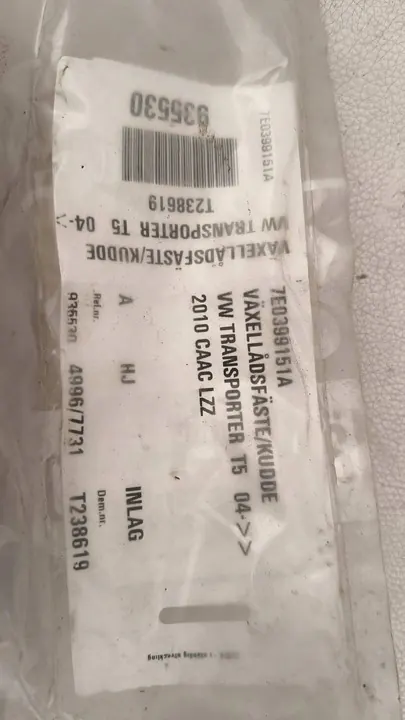 935530
T238619
VÄXELLÅDSFÄSTE/KUDDE
VW TRANSPORTER T5 04-
7E0399151A
7E0399151A
VÄXELLÅDSFÄSTE/KUDDE
VW TRANSPORTER T5 04->>
2010 CAAC LZZ
A HJ INLAG
Ref.nr. Dem.nr.
935530 4996/7731 T238619